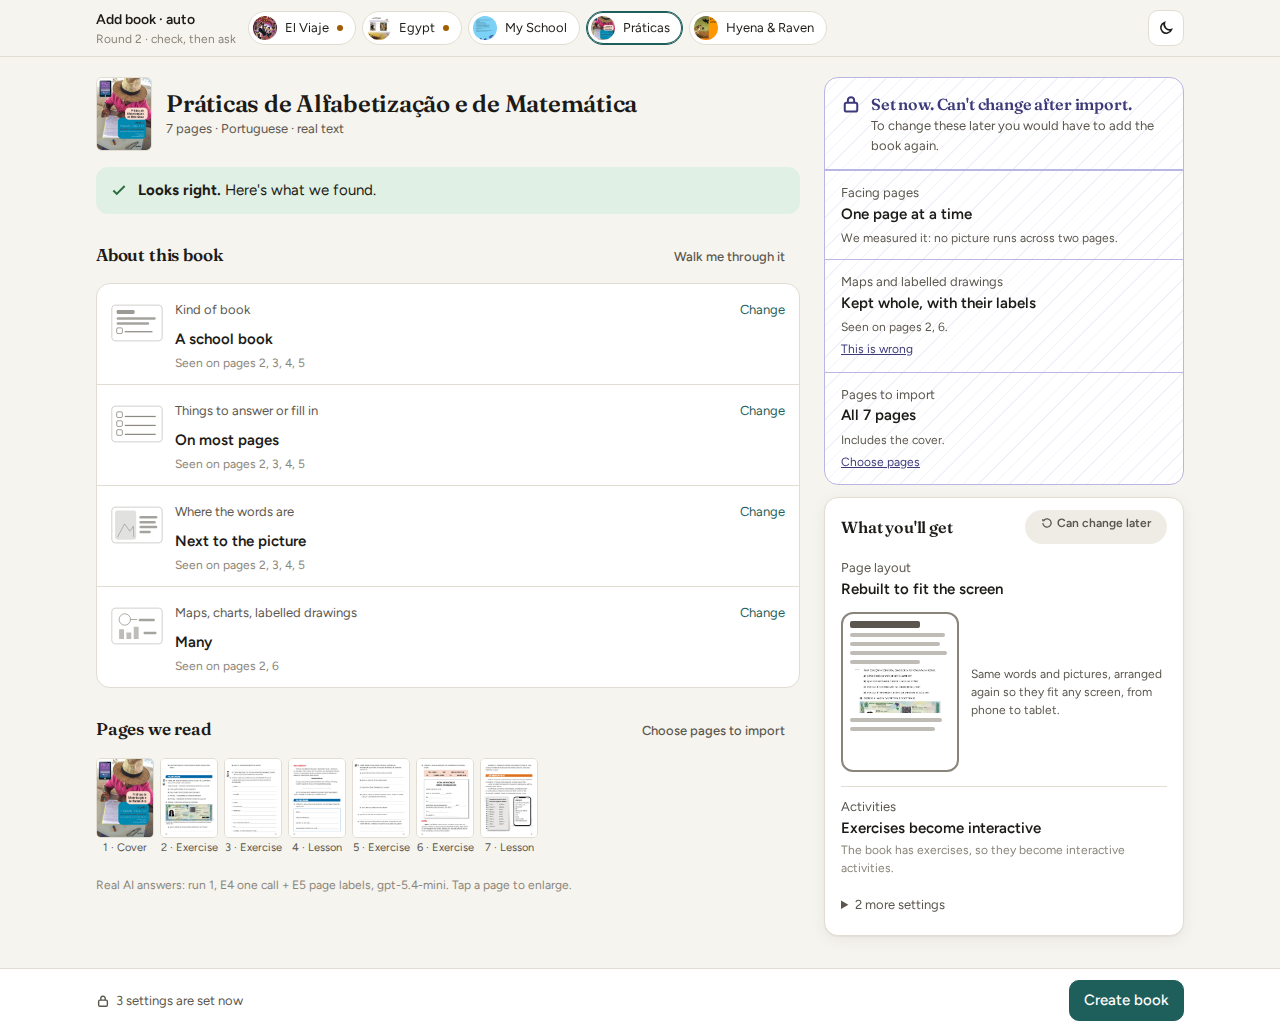 Add book · auto
Round 2 · check, then ask
El Viaje
Egypt
My School
Práticas
Hyena & Raven
Práticas de Alfabetização e de Matemática
7 pages · Portuguese · real text
Looks right. Here's what we found.
About this book
Walk me through it
Kind of book
Change
A school book
Seen on pages 2, 3, 4, 5
Things to answer or fill in
Change
On most pages
Seen on pages 2, 3, 4, 5
Where the words are
Change
Next to the picture
Seen on pages 2, 3, 4, 5
Maps, charts, labelled drawings
Change
Many
Seen on pages 2, 6
Pages we read
Choose pages to import
1 · Cover
2 · Exercise
3 · Exercise
4 · Lesson
5 · Exercise
6 · Exercise
7 · Lesson
Real AI answers: run 1, E4 one call + E5 page labels, gpt-5.4-mini. Tap a page to enlarge.
Set now. Can't change after import.
To change these later you would have to add the
book again.
Facing pages
One page at a time
We measured it: no picture runs across two pages.
Maps and labelled drawings
Kept whole, with their labels
Seen on pages 2, 6.
This is wrong
Pages to import
All 7 pages
Includes the cover.
Choose pages
What you'll get
Can change later
Page layout
Rebuilt to fit the screen
Same words and pictures, arranged
again so they fit any screen, from
phone to tablet.
Activities
Exercises become interactive
The book has exercises, so they become interactive
activities.
2 more settings
3 settings are set now
Create book